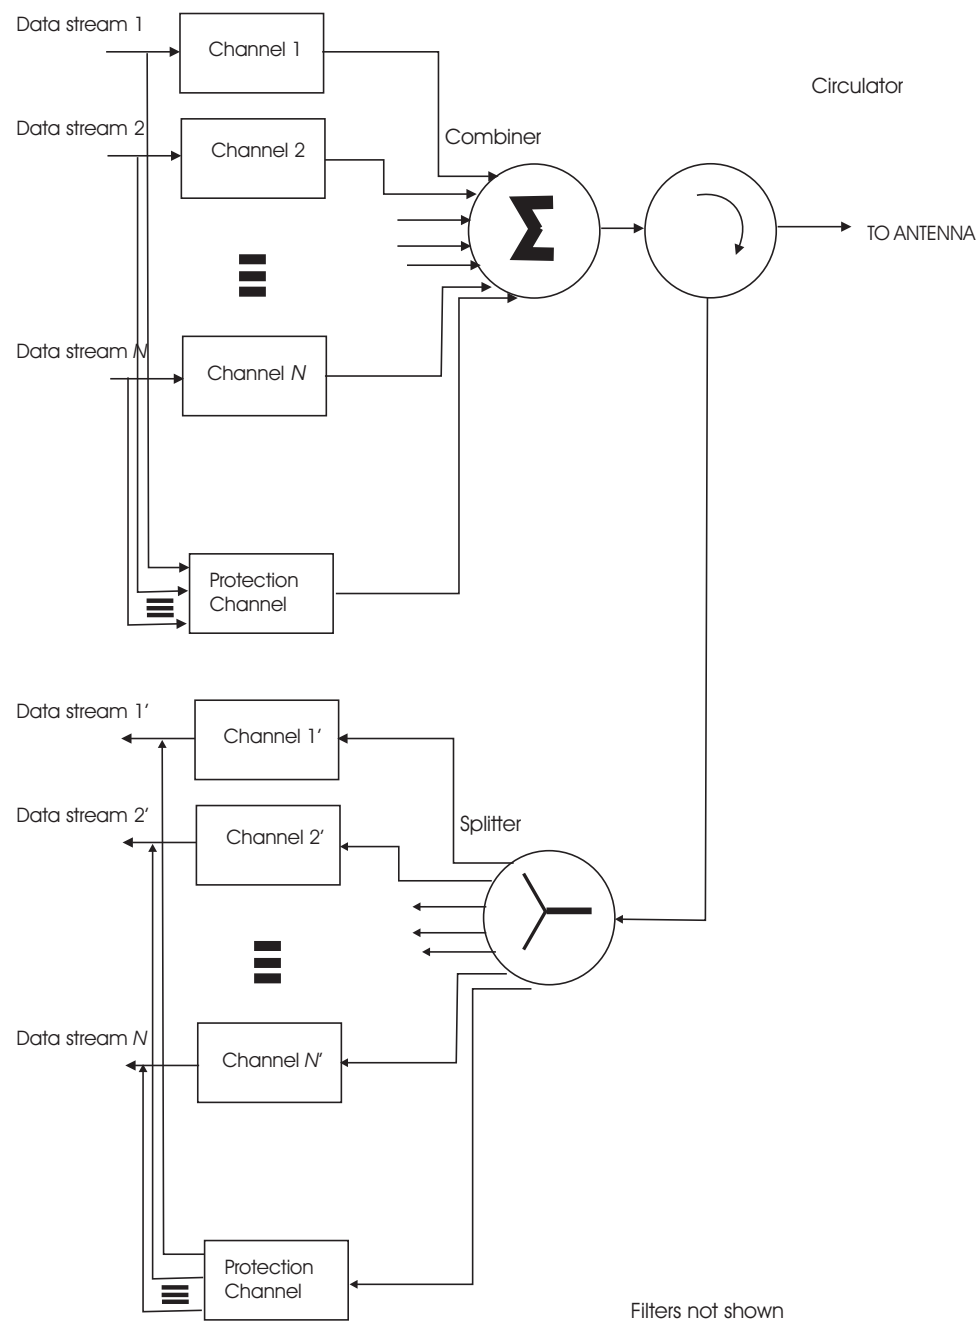 Data stream 1
Channel 1
Circulator
Data stream 2
Channel 2
Combiner
Σ
TO ANTENNA
Data stream N
Channel N
Protection
Channel
Data stream 1'
Channel 1'
Data stream 2'
Channel 2'
Splitter
Data stream N
Channel N'
Protection
Channel
Filters not shown